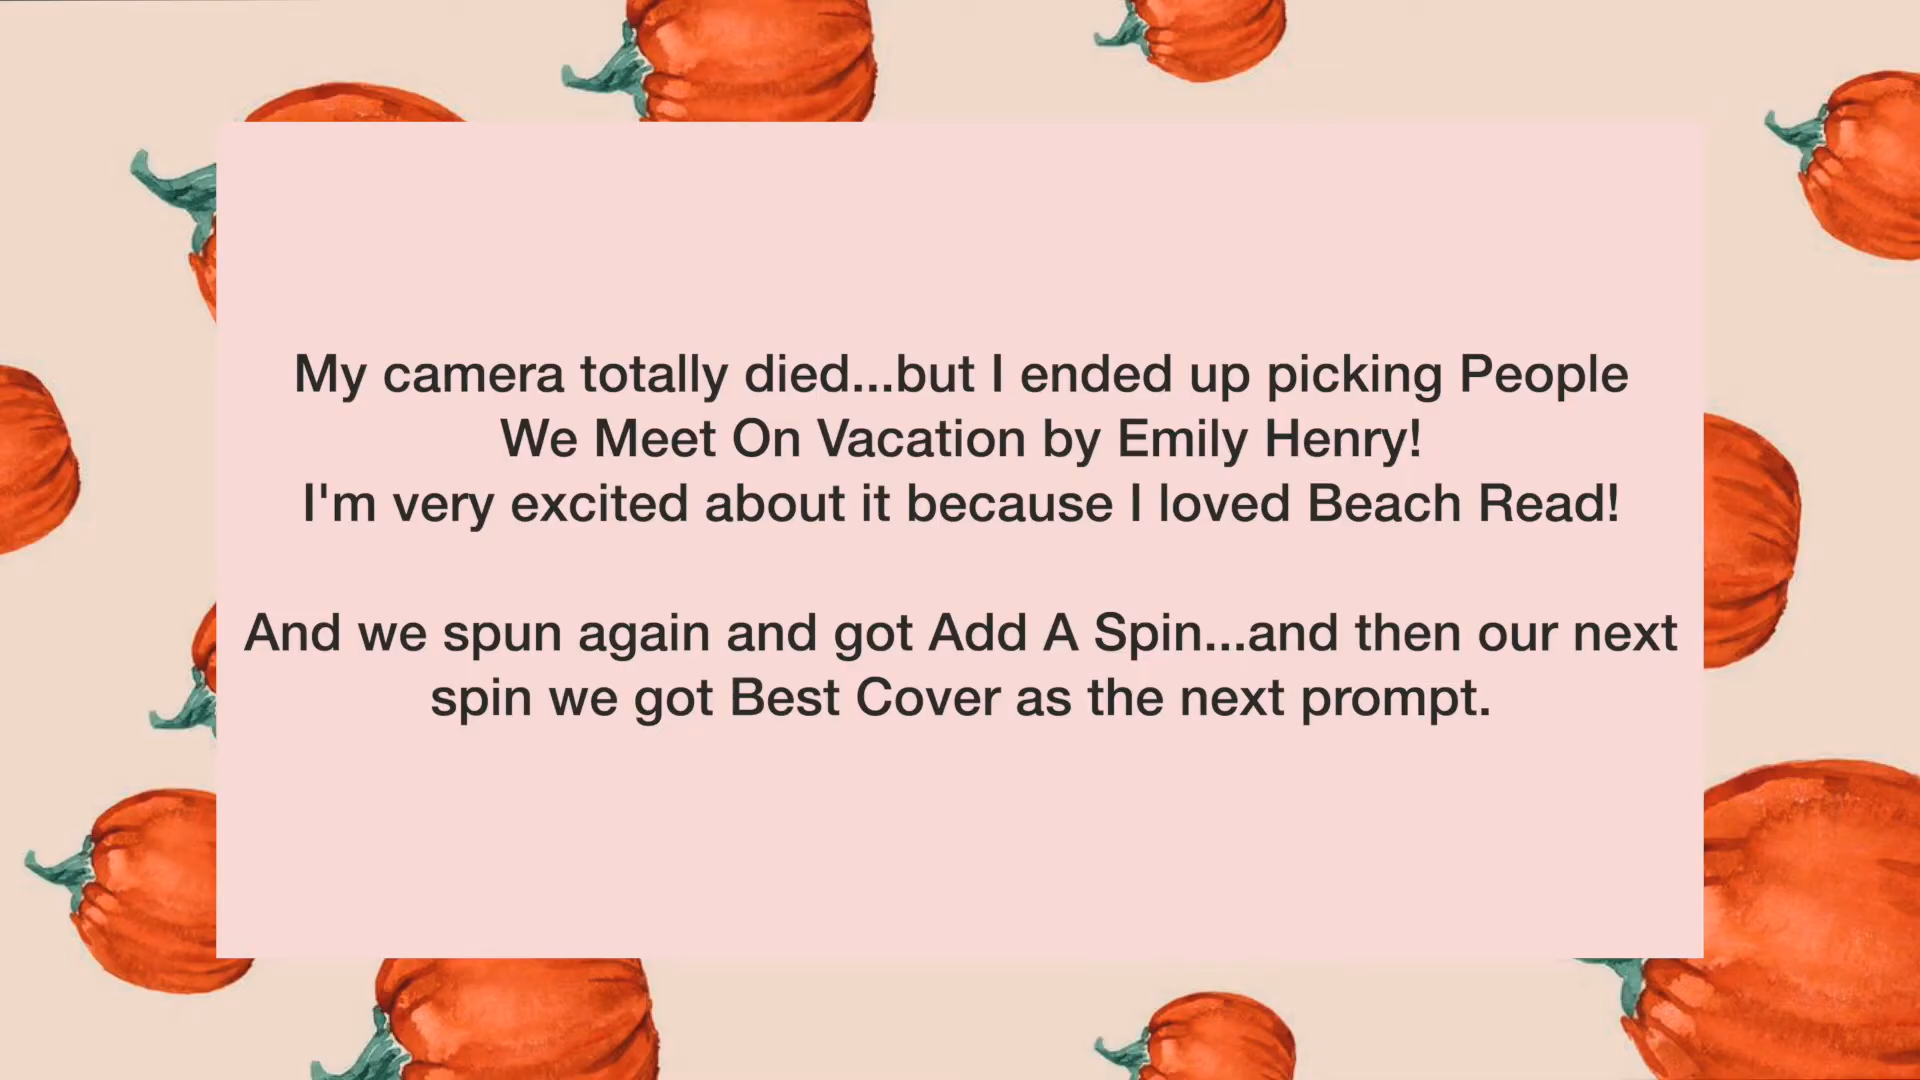 My camera totally died...but I ended up picking People
We Meet On Vacation by Emily Henry!
I'm very excited about it because I loved Beach Read!
And we spun again and got Add A Spin...and then our next
spin we got Best Cover as the next prompt.